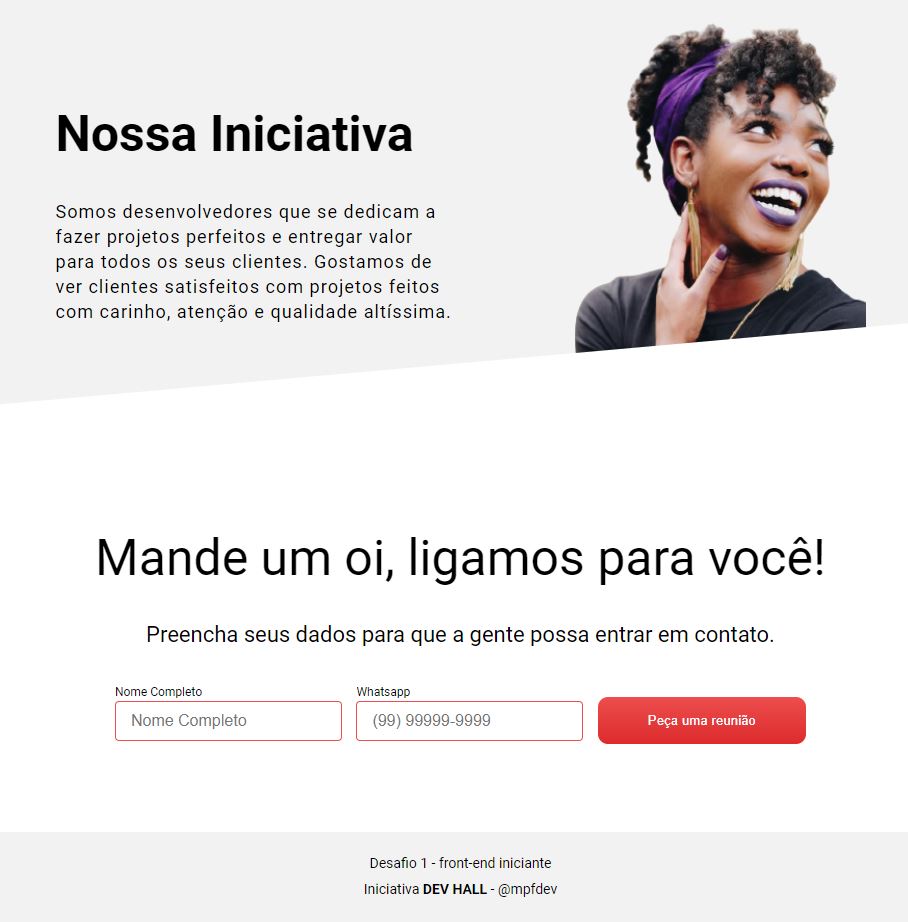 Nossa Iniciativa
Somos desenvolvedores que se dedicam a
fazer projetos perfeitos e entregar valor
para todos os seus clientes. Gostamos de
ver clientes satisfeitos com projetos feitos
com carinho, atenção e qualidade altíssima.
Mande um oi, ligamos para você!
Preencha seus dados para que a gente possa entrar em contato.
Nome Completo
Whatsapp
Nome Completo
(99) 99999-9999
Peça uma reunião
Desafio 1 - front-end iniciante
Iniciativa DEV HALL - @mpfdev